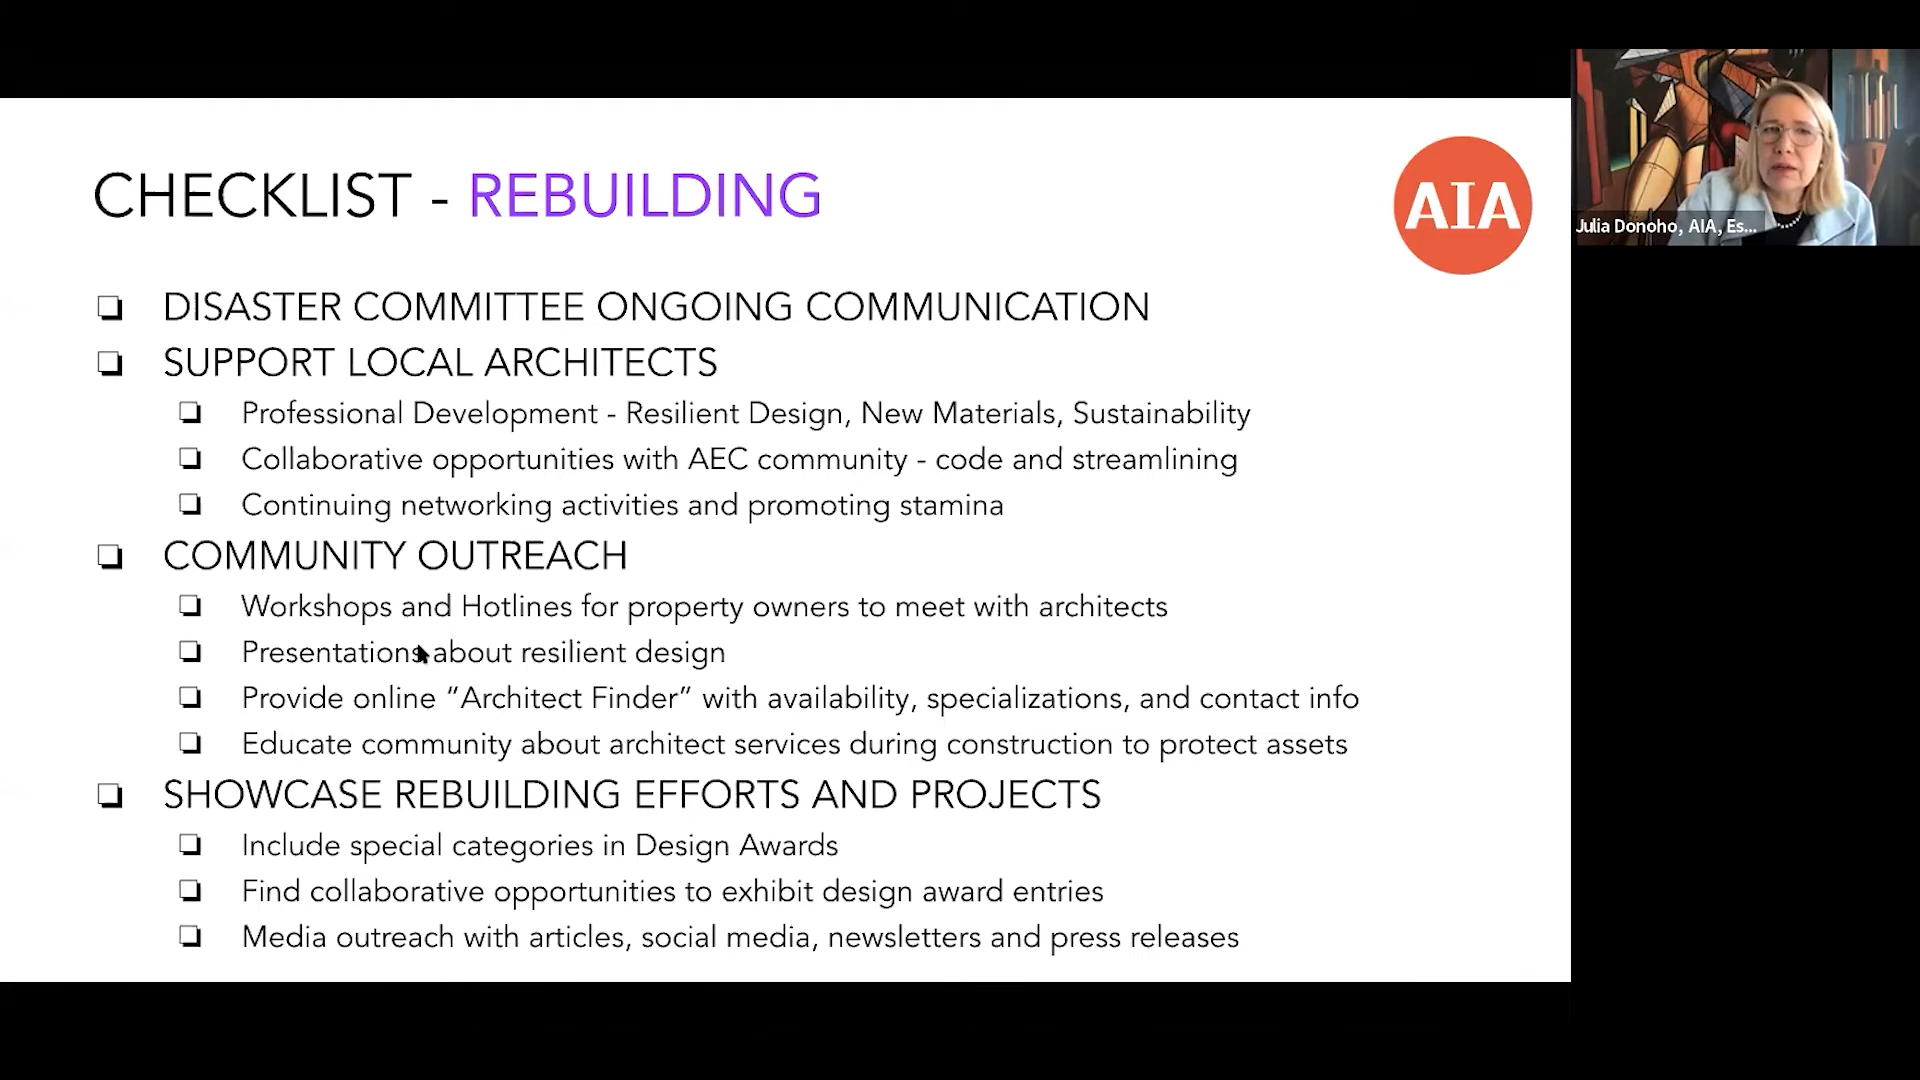 CHECKLIST - REBUILDING
AIA
Julia Donoho, AIA, Es...
❏ DISASTER COMMITTEE ONGOING COMMUNICATION
❏ SUPPORT LOCAL ARCHITECTS
❏ Professional Development - Resilient Design, New Materials, Sustainability
❏ Collaborative opportunities with AEC community - code and streamlining
❏ Continuing networking activities and promoting stamina
❏ COMMUNITY OUTREACH
❏ Workshops and Hotlines for property owners to meet with architects
❏ Presentations about resilient design
❏ Provide online “Architect Finder” with availability, specializations, and contact info
❏ Educate community about architect services during construction to protect assets
❏ SHOWCASE REBUILDING EFFORTS AND PROJECTS
❏ Include special categories in Design Awards
❏ Find collaborative opportunities to exhibit design award entries
❏ Media outreach with articles, social media, newsletters and press releases